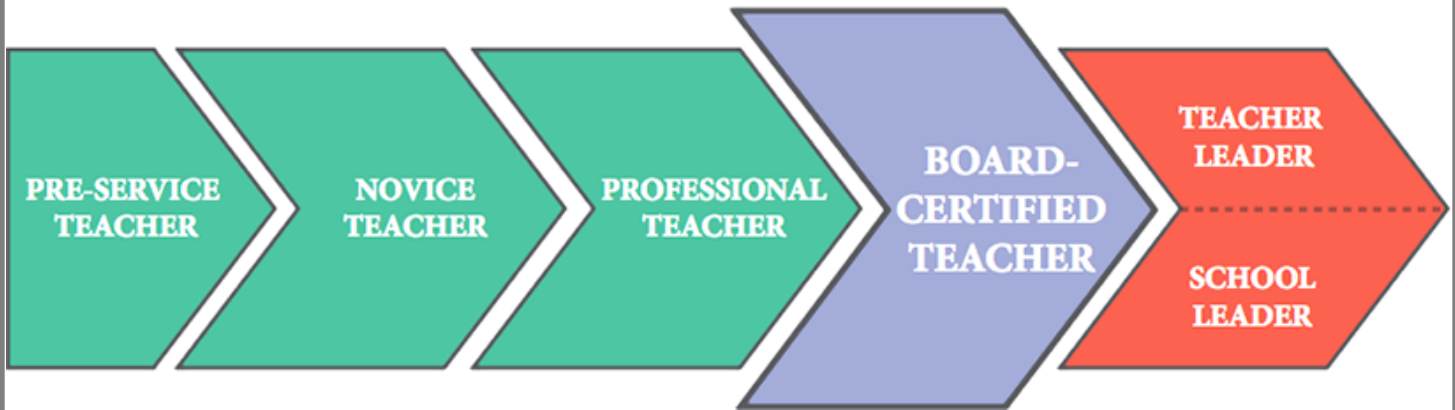 PRE-SERVICE
TEACHER
NOVICE
TEACHER
PROFESSIONAL
TEACHER
BOARD-
CERTIFIED
TEACHER
TEACHER
LEADER
SCHOOL
LEADER